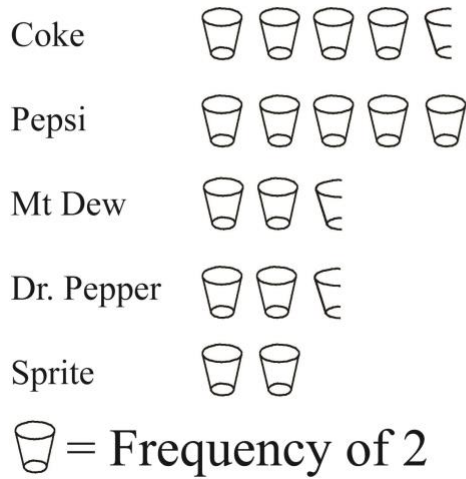 Coke
Pepsi
Mt Dew
Dr. Pepper
Sprite
= Frequency of 2